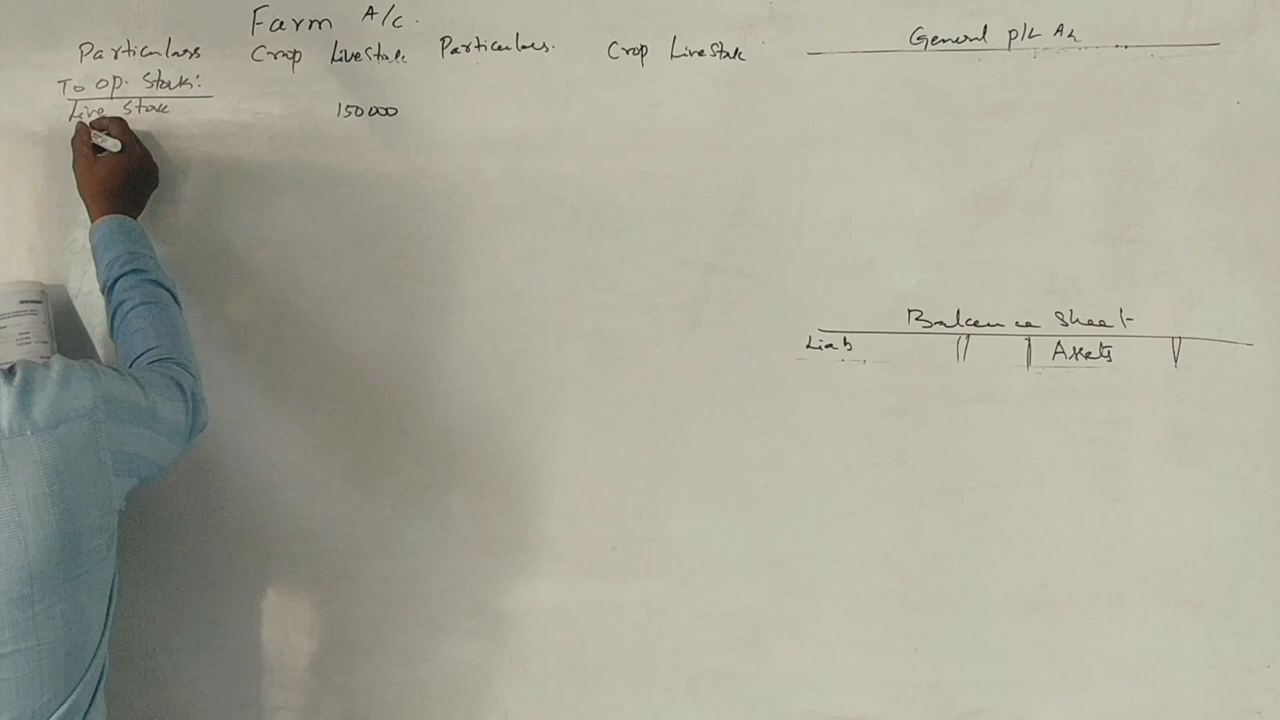 Farm A/c.
Particulars Crop LiveStock Particulars. Crop LiveStock
To Op. Stock:
Live Stock 150000
General P/L A/c
Balance Sheet
Liab Assets